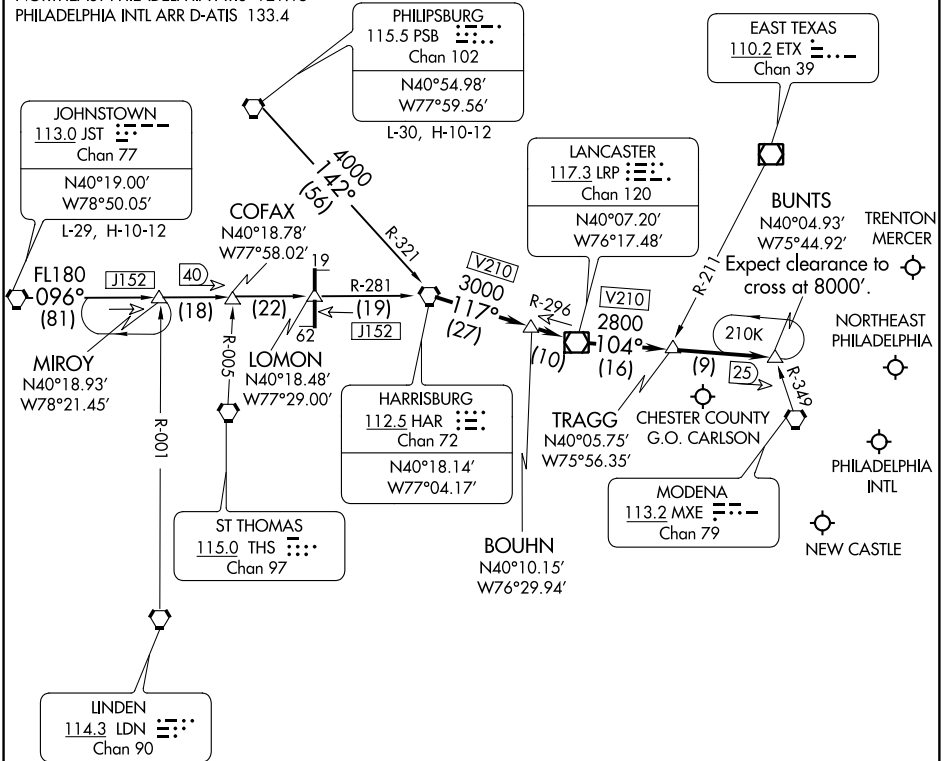 PHILADELPHIA INTL ARR D-ATIS 133.4
PHILIPSBURG
115.5 PSB
Chan 102
N40°54.98'
W77°59.56'
L-30, H-10-12
EAST TEXAS
110.2 ETX
Chan 39
JOHNSTOWN
113.0 JST
Chan 77
N40°19.00'
W78°50.05'
L-29, H-10-12
LANCASTER
117.3 LRP
Chan 120
N40°07.20'
W76°17.48'
4000
142°
(56)
R-321
COFAX
N40°18.78'
W77°58.02'
BUNTS
N40°04.93'
W75°44.92'
Expect clearance to
cross at 8000'.
TRENTON
MERCER
FL180
096°
(81)
J152
40
(18)
(22)
19
62
R-281
(19)
J152
V210
3000
117°
(27)
R-296
(10)
V210
2800
104°
(16)
R-211
210K
(9)
25
R-349
NORTHEAST
PHILADELPHIA
MIROY
N40°18.93'
W78°21.45'
R-005
LOMON
N40°18.48'
W77°29.00'
R-001
HARRISBURG
112.5 HAR
Chan 72
N40°18.14'
W77°04.17'
TRAGG
N40°05.75'
W75°56.35'
CHESTER COUNTY
G.O. CARLSON
PHILADELPHIA
INTL
MODENA
113.2 MXE
Chan 79
NEW CASTLE
ST THOMAS
115.0 THS
Chan 97
BOUHN
N40°10.15'
W76°29.94'
LINDEN
114.3 LDN
Chan 90